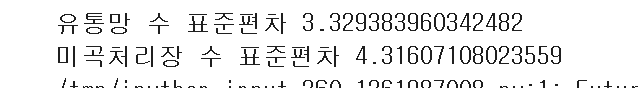 유통망 수 표준편차 3.329383960342482
미곡처리장 수 표준편차 4.31607108023559